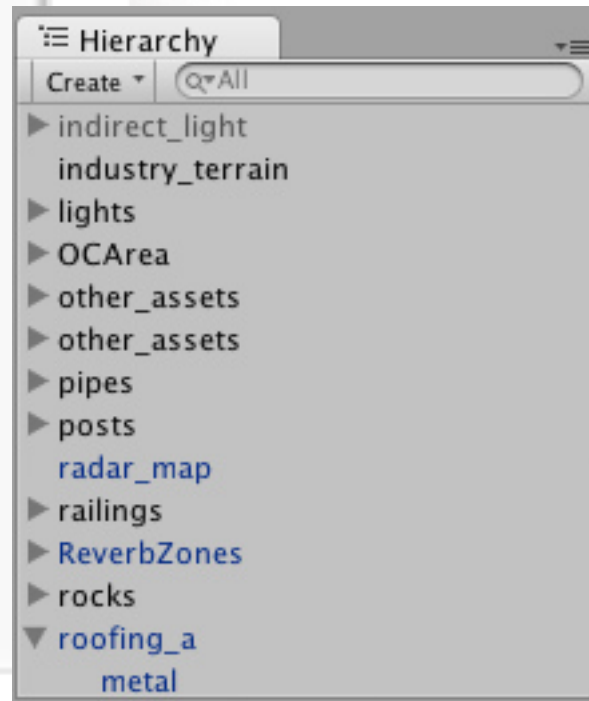 Hierarchy
Create All
indirect_light
industry_terrain
lights
OCArea
other_assets
other_assets
pipes
posts
radar_map
railings
ReverbZones
rocks
roofing_a
metal